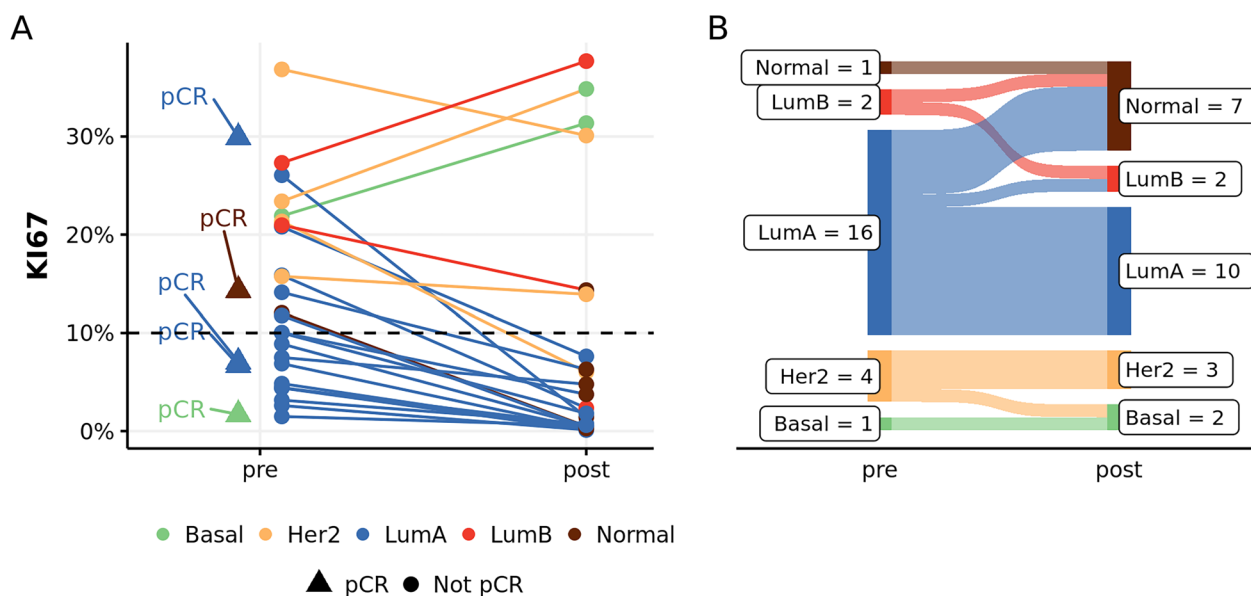 A
KI67
30%
20%
10%
0%
pCR
pCR
pCR
pCR
pCR
pre
post
Basal
Her2
LumA
LumB
Normal
pCR
Not pCR
B
Normal = 1
LumB = 2
LumA = 16
Her2 = 4
Basal = 1
Normal = 7
LumB = 2
LumA = 10
Her2 = 3
Basal = 2
pre
post